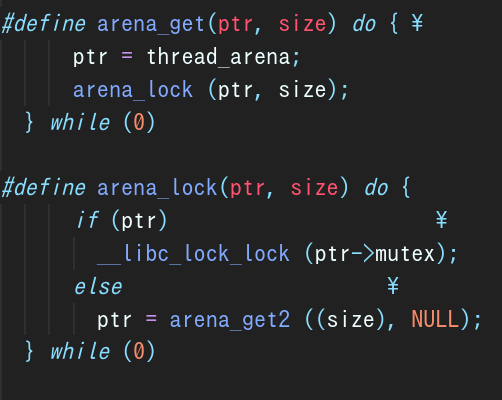 #define arena_get(ptr, size) do { ¥
ptr = thread_arena;
arena_lock (ptr, size);
} while (0)
#define arena_lock(ptr, size) do {
if (ptr) ¥
__libc_lock_lock (ptr->mutex);
else ¥
ptr = arena_get2 ((size), NULL);
} while (0)